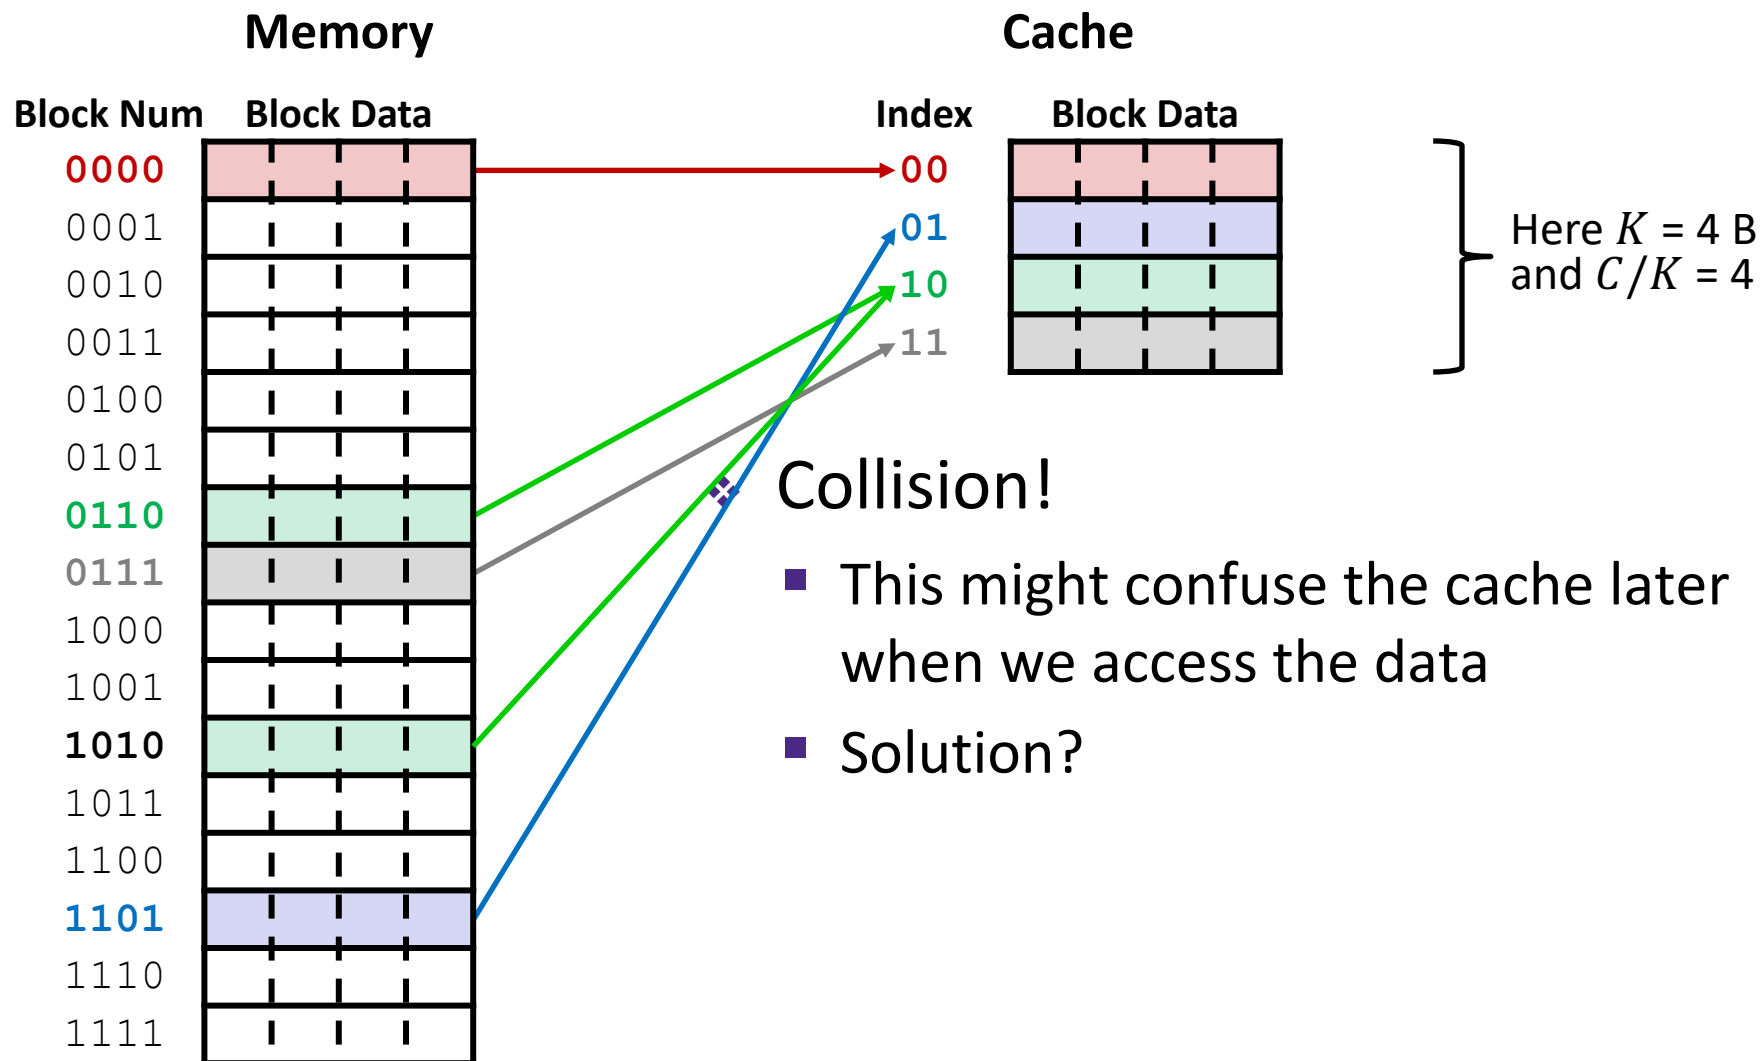 Memory
Cache
Block Num
Block Data
Index
Block Data
0000
0001
0010
0011
0100
0101
0110
0111
1000
1001
1010
1011
1100
1101
1110
1111
00
01
10
11
Here K = 4 B
and C/K = 4
Collision!
This might confuse the cache later
when we access the data
Solution?